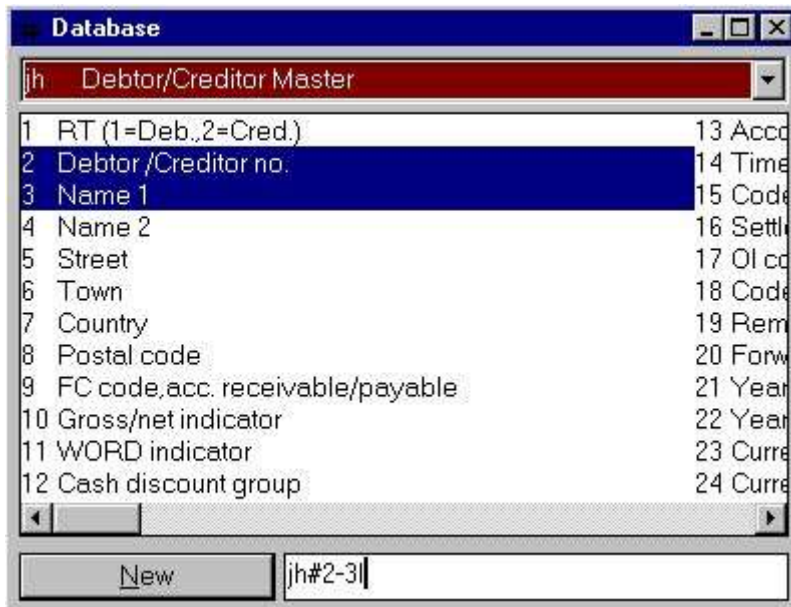 Database
jh Debtor/Creditor Master
1 RT (1=Deb.,2=Cred.)
2 Debtor/Creditor no.
3 Name 1
4 Name 2
5 Street
6 Town
7 Country
8 Postal code
9 FC code,acc. receivable/payable
10 Gross/net indicator
11 WORD indicator
12 Cash discount group
13 Acco
14 Time
15 Code
16 Settl
17 OI co
18 Code
19 Rem
20 Forw
21 Year
22 Year
23 Curre
24 Curre
New
jh#2-3l